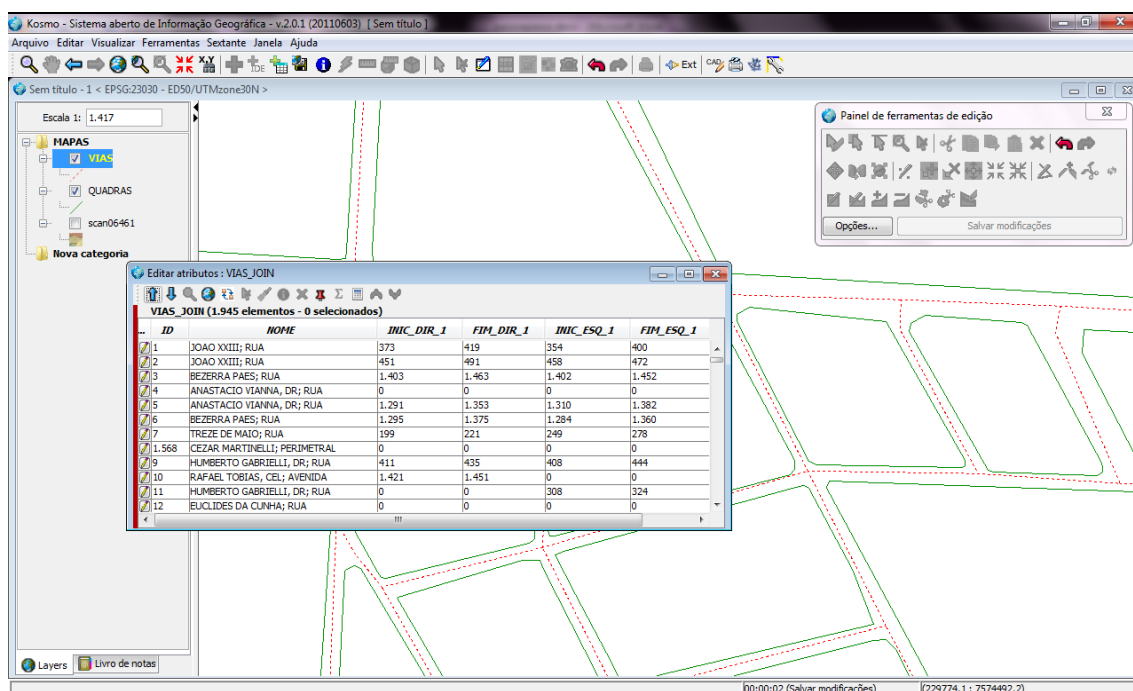 Kosmo - Sistema aberto de Informação Geográfica - v.2.0.1 (20110603) [ Sem título ]
Arquivo Editar Visualizar Ferramentas Sextante Janela Ajuda
X,Y TDE Ext CAD
Sem título - 1 < EPSG:23030 - ED50/UTMzone30N >
Escala 1: 1.417
MAPAS
VIAS
QUADRAS
scan06461
Nova categoria
Painel de ferramentas de edição
Opções... Salvar modificações
Editar atributos : VIAS_JOIN
VIAS_JOIN (1.945 elementos - 0 selecionados)
... ID NOME INIC_DIR_1 FIM_DIR_1 INIC_ESQ_1 FIM_ESQ_1
1 JOAO XXIII; RUA 373 419 354 400
2 JOAO XXIII; RUA 451 491 458 472
3 BEZERRA PAES; RUA 1.403 1.463 1.402 1.452
4 ANASTACIO VIANNA, DR; RUA 0 0 0 0
5 ANASTACIO VIANNA, DR; RUA 1.291 1.353 1.310 1.382
6 BEZERRA PAES; RUA 1.295 1.375 1.284 1.360
7 TREZE DE MAIO; RUA 199 221 249 278
1.568 CEZAR MARTINELLI; PERIMETRAL 0 0 0 0
9 HUMBERTO GABRIELLI, DR; RUA 411 435 408 444
10 RAFAEL TOBIAS, CEL; AVENIDA 1.421 1.451 0 0
11 HUMBERTO GABRIELLI, DR; RUA 0 0 308 324
12 EUCLIDES DA CUNHA; RUA 0 0 0 0
Layers Livro de notas
00:00:02 (Salvar modificações) (229774,1 ; 7574492,2)